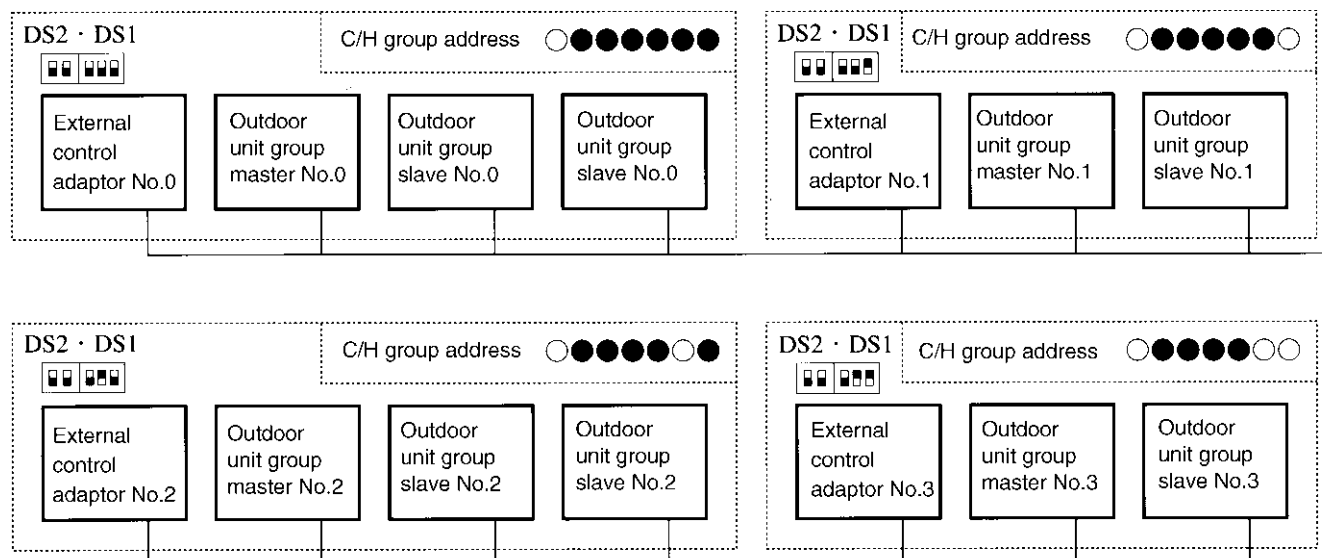 DS2 · DS1
C/H group address
External
control
adaptor No.0
Outdoor
unit group
master No.0
Outdoor
unit group
slave No.0
Outdoor
unit group
slave No.0
DS2 · DS1
C/H group address
External
control
adaptor No.1
Outdoor
unit group
master No.1
Outdoor
unit group
slave No.1
DS2 · DS1
C/H group address
External
control
adaptor No.2
Outdoor
unit group
master No.2
Outdoor
unit group
slave No.2
Outdoor
unit group
slave No.2
DS2 · DS1
C/H group address
External
control
adaptor No.3
Outdoor
unit group
master No.3
Outdoor
unit group
slave No.3